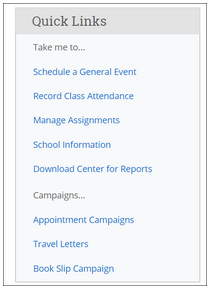 Quick Links
Take me to...
Schedule a General Event
Record Class Attendance
Manage Assignments
School Information
Download Center for Reports
Campaigns...
Appointment Campaigns
Travel Letters
Book Slip Campaign